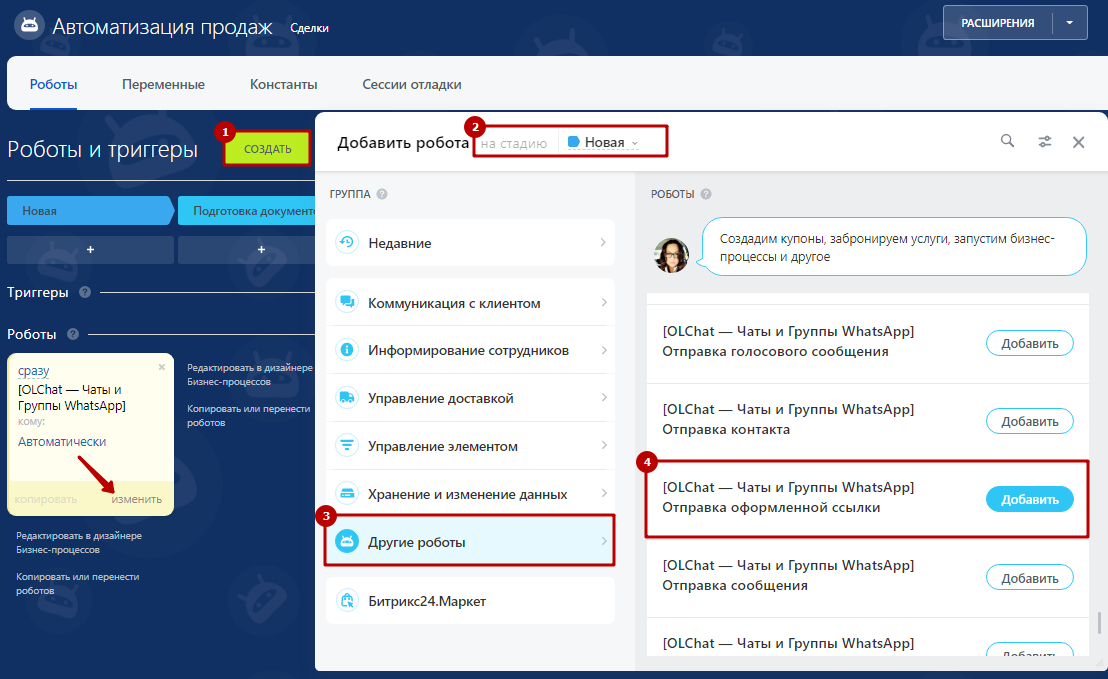 Автоматизация продаж
Сделки
РАСШИРЕНИЯ
Роботы
Переменные
Константы
Сессии отладки
Роботы и триггеры
1
СОЗДАТЬ
Новая
Подготовка документ
+
+
Триггеры ?
Роботы ?
сразу
[OLChat — Чаты и
Группы WhatsApp]
кому:
Автоматически
копировать
изменить
Редактировать в дизайнере
Бизнес-процессов
Копировать или перенести
роботов
Редактировать в дизайнере
Бизнес-процессов
Копировать или перенести
роботов
Добавить робота
2
на стадию
Новая
ГРУППА ?
Недавние
Коммуникация с клиентом
Информирование сотрудников
Управление доставкой
Управление элементом
Хранение и изменение данных
3
Другие роботы
Битрикс24.Маркет
РОБОТЫ ?
Создадим купоны, забронируем услуги, запустим бизнес-
процессы и другое
[OLChat — Чаты и Группы WhatsApp]
Отправка голосового сообщения
Добавить
[OLChat — Чаты и Группы WhatsApp]
Отправка контакта
Добавить
4
[OLChat — Чаты и Группы WhatsApp]
Отправка оформленной ссылки
Добавить
[OLChat — Чаты и Группы WhatsApp]
Отправка сообщения
Добавить
[OLChat — Чаты и Группы WhatsApp]
Добавить